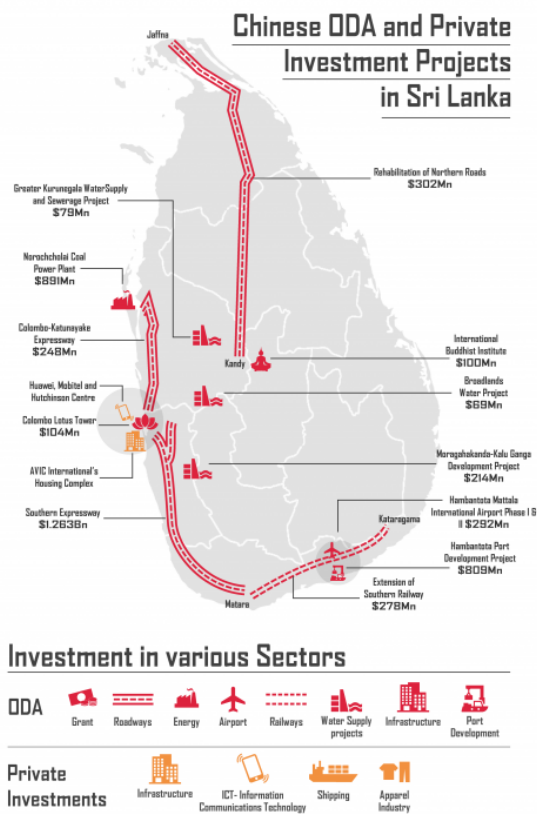 Chinese ODA and Private
Investment Projects
in Sri Lanka
Jaffna
Rehabilitation of Northern Roads
$302Mn
Greater Kurunegala WaterSupply
and Sewerage Project
$79Mn
Norochcholai Coal
Power Plant
$891Mn
Colombo-Katunayake
Expressway
$248Mn
Kandy
International
Buddhist Institute
$100Mn
Huawei, Mobitel and
Hutchinson Centre
Broadlands
Water Project
$69Mn
Colombo Lotus Tower
$104Mn
AVIC International's
Housing Complex
Moragahakanda-Kalu Ganga
Development Project
$214Mn
Southern Expressway
$1.263Bn
Hambantota Mattala
International Airport Phase I &
II $292Mn
Kataragama
Hambantota Port
Development Project
$809Mn
Extension of
Southern Railway
$278Mn
Matara
Investment in various Sectors
ODA
Grant
Roadways
Energy
Airport
Railways
Water Supply
projects
Infrastructure
Port
Development
Private
Investments
Infrastructure
ICT- Information
Communications Technology
Shipping
Apparel
Industry